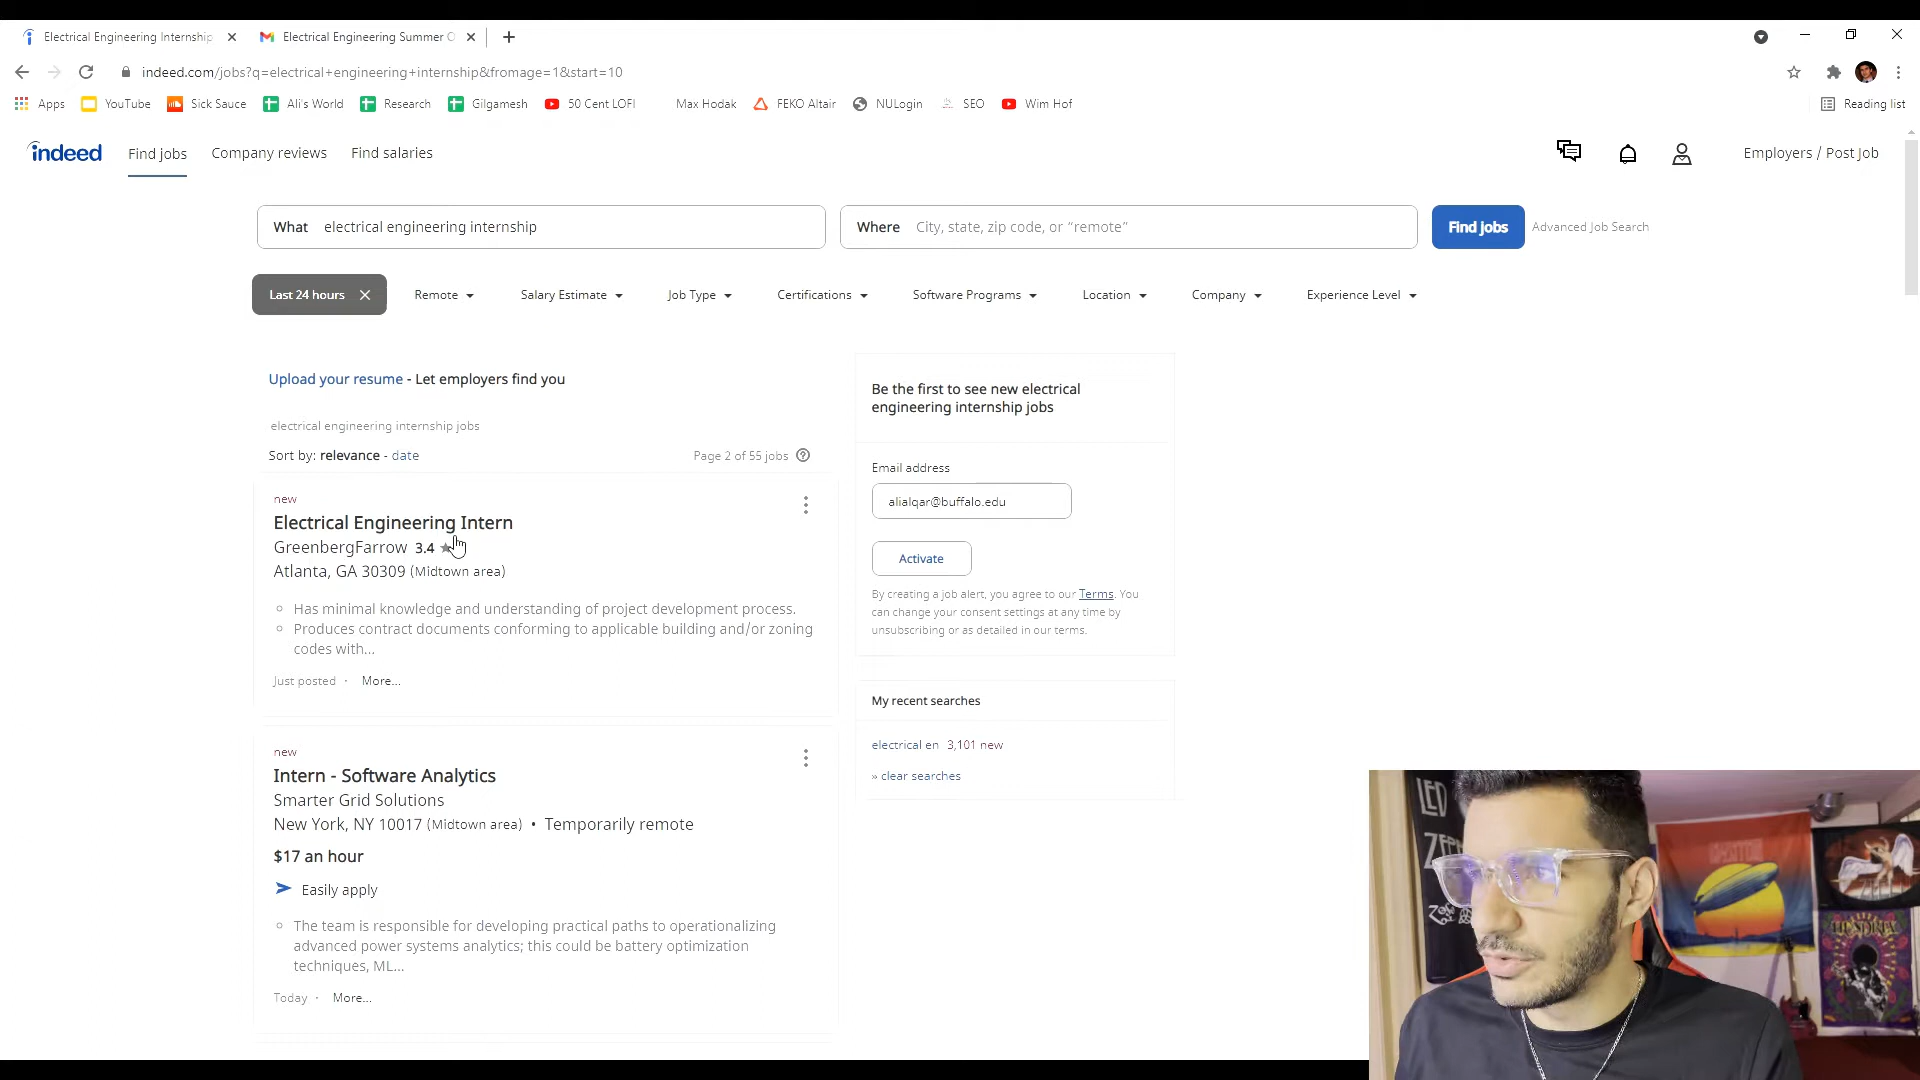 Electrical Engineering Internship
Electrical Engineering Summer O
indeed.com/jobs?q=electrical+engineering+internship&fromage=1&start=10
Apps YouTube Sick Sauce Ali's World Research Gilgamesh 50 Cent LOFI Max Hodak FEKO Altair NULogin SEO Wim Hof Reading list
indeed Find jobs Company reviews Find salaries Employers / Post Job
What electrical engineering internship Where City, state, zip code, or “remote” Find jobs Advanced Job Search
Last 24 hours Remote Salary Estimate Job Type Certifications Software Programs Location Company Experience Level
Upload your resume - Let employers find you
electrical engineering internship jobs
Sort by: relevance - date Page 2 of 55 jobs
new
Electrical Engineering Intern
GreenbergFarrow 3.4
Atlanta, GA 30309 (Midtown area)
Has minimal knowledge and understanding of project development process.
Produces contract documents conforming to applicable building and/or zoning
codes with...
Just posted · More...
new
Intern - Software Analytics
Smarter Grid Solutions
New York, NY 10017 (Midtown area) • Temporarily remote
$17 an hour
Easily apply
The team is responsible for developing practical paths to operationalizing
advanced power systems analytics; this could be battery optimization
techniques, ML...
Today · More...
Be the first to see new electrical
engineering internship jobs
Email address
alialqar@buffalo.edu
Activate
By creating a job alert, you agree to our Terms. You
can change your consent settings at any time by
unsubscribing or as detailed in our terms.
My recent searches
electrical en 3,101 new
» clear searches
LED
ZEPP